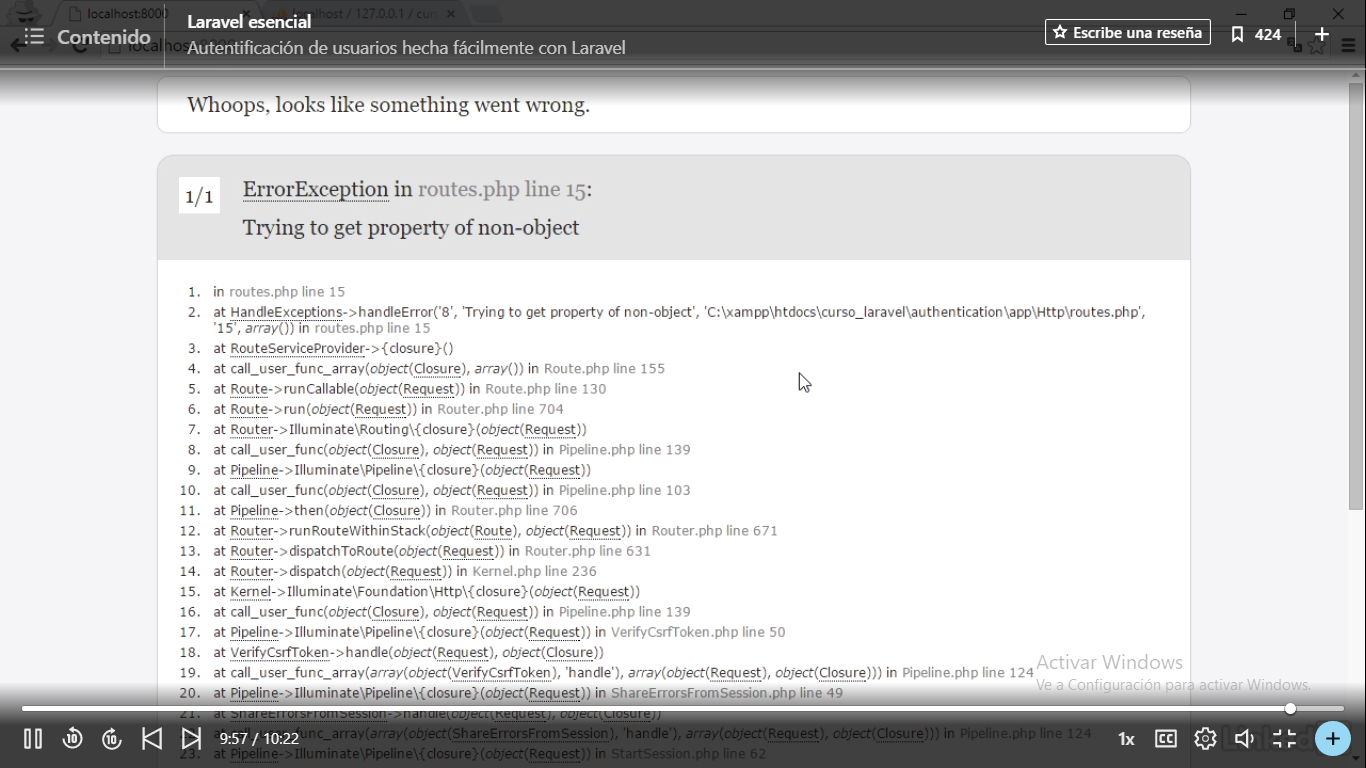 localhost:8000
localhost / 127.0.0.1 / cur
Contenido
Laravel esencial
Autentificación de usuarios hecha fácilmente con Laravel
Escribe una reseña
424
Whoops, looks like something went wrong.
1/1
ErrorException in routes.php line 15:
Trying to get property of non-object
1. in routes.php line 15
2. at HandleExceptions->handleError('8', 'Trying to get property of non-object', 'C:\xampp\htdocs\curso_laravel\authentication\app\Http\routes.php',
'15', array()) in routes.php line 15
3. at RouteServiceProvider->{closure}()
4. at call_user_func_array(object(Closure), array()) in Route.php line 155
5. at Route->runCallable(object(Request)) in Route.php line 130
6. at Route->run(object(Request)) in Router.php line 704
7. at Router->Illuminate\Routing\{closure}(object(Request))
8. at call_user_func(object(Closure), object(Request)) in Pipeline.php line 139
9. at Pipeline->Illuminate\Pipeline\{closure}(object(Request))
10. at call_user_func(object(Closure), object(Request)) in Pipeline.php line 103
11. at Pipeline->then(object(Closure)) in Router.php line 706
12. at Router->runRouteWithinStack(object(Route), object(Request)) in Router.php line 671
13. at Router->dispatchToRoute(object(Request)) in Router.php line 631
14. at Router->dispatch(object(Request)) in Kernel.php line 236
15. at Kernel->Illuminate\Foundation\Http\{closure}(object(Request))
16. at call_user_func(object(Closure), object(Request)) in Pipeline.php line 139
17. at Pipeline->Illuminate\Pipeline\{closure}(object(Request)) in VerifyCsrfToken.php line 50
18. at VerifyCsrfToken->handle(object(Request), object(Closure))
19. at call_user_func_array(array(object(VerifyCsrfToken), 'handle'), array(object(Request), object(Closure))) in Pipeline.php line 124
Activar Windows
Ve a Configuración para activar Windows.
20. at Pipeline->Illuminate\Pipeline\{closure}(object(Request)) in ShareErrorsFromSession.php line 49
21. at ShareErrorsFromSession->handle(object(Request), object(Closure))
func_array(array(object(ShareErrorsFromSession), 'handle'), array(object(Request), object(Closure))) in Pipeline.php line 124
23. at Pipeline->Illuminate\Pipeline\{closure}(object(Request)) in StartSession.php line 62
10
10
9:57 / 10:22
1x
CC